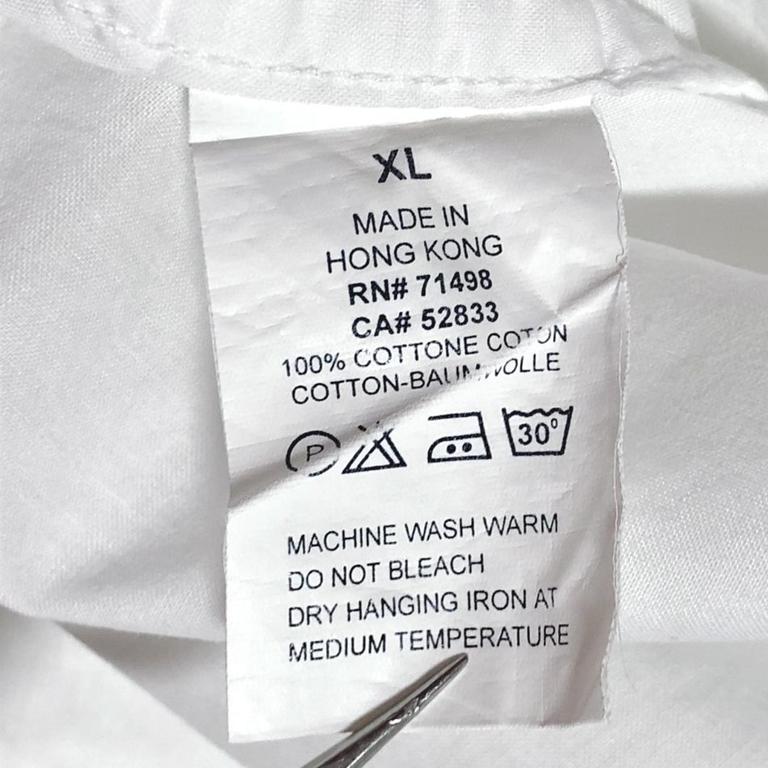 XL
MADE IN
HONG KONG
RN# 71498
CA# 52833
100% COTTONE COTON
COTTON-BAUMWOLLE
P 30°
MACHINE WASH WARM
DO NOT BLEACH
DRY HANGING IRON AT
MEDIUM TEMPERATURE